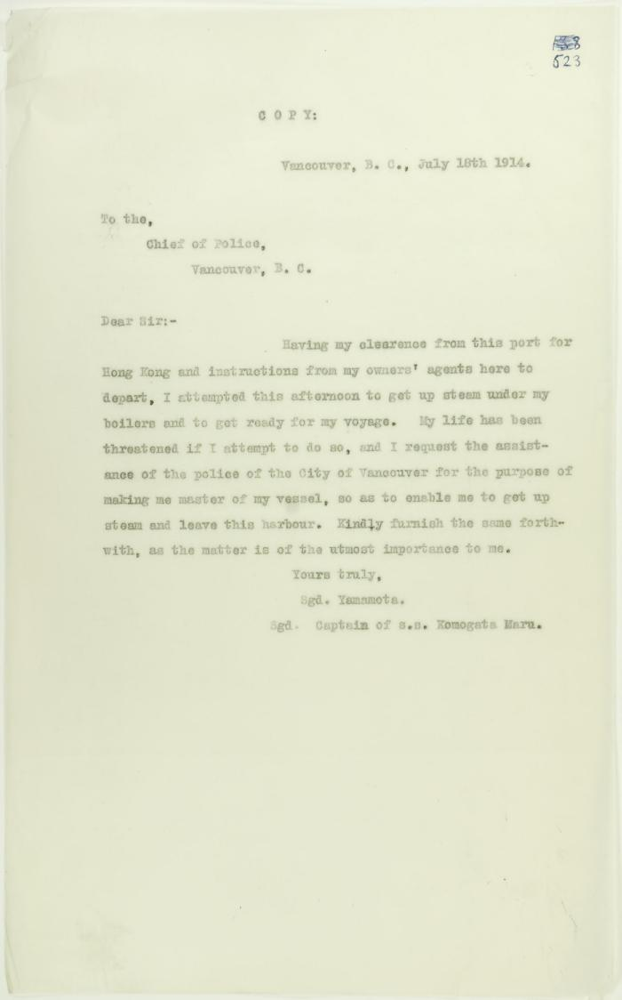 523
C O P Y:
Vancouver, B. C., July 18th 1914.
To the,
Chief of Police,
Vancouver, B. C.
Dear Sir:-
Having my clearence from this port for
Hong Kong and instructions from my owners' agents here to
depart, I attempted this afternoon to get up steam under my
boilers and to get ready for my voyage. My life has been
threatened if I attempt to do so, and I request the assist-
ance of the police of the City of Vancouver for the purpose of
making me master of my vessel, so as to enable me to get up
steam and leave this harbour. Kindly furnish the same forth-
with, as the matter is of the utmost importance to me.
Yours truly,
Sgd. Yamamota.
Sgd. Captain of s.s. Komogata Maru.